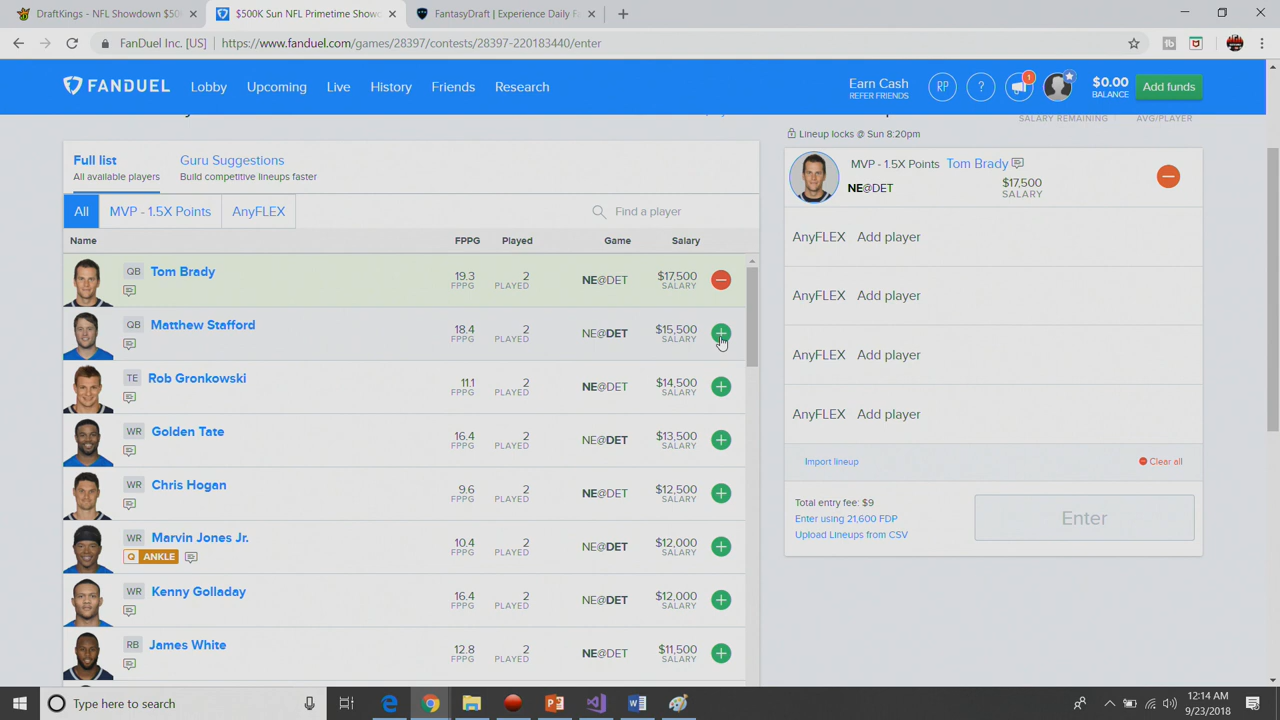 DraftKings - NFL Showdown $50
$500K Sun NFL Primetime Show
FantasyDraft | Experience Daily F
FanDuel Inc. [US] https://www.fanduel.com/games/28397/contests/28397-220183440/enter
FANDUEL Lobby Upcoming Live History Friends Research
Earn Cash
REFER FRIENDS
RP ? 1
$0.00
BALANCE
Add funds
SALARY REMAINING AVG/PLAYER
Lineup locks @ Sun 8:20pm
Full list
All available players
Guru Suggestions
Build competitive lineups faster
All MVP - 1.5X Points AnyFLEX Find a player
Name FPPG Played Game Salary
QB Tom Brady 19.3 FPPG 2 PLAYED NE@DET $17,500 SALARY
QB Matthew Stafford 18.4 FPPG 2 PLAYED NE@DET $15,500 SALARY
TE Rob Gronkowski 11.1 FPPG 2 PLAYED NE@DET $14,500 SALARY
WR Golden Tate 16.4 FPPG 2 PLAYED NE@DET $13,500 SALARY
WR Chris Hogan 9.6 FPPG 2 PLAYED NE@DET $12,500 SALARY
WR Marvin Jones Jr. 10.4 FPPG 2 PLAYED NE@DET $12,000 SALARY
Q ANKLE
WR Kenny Golladay 16.4 FPPG 2 PLAYED NE@DET $12,000 SALARY
RB James White 12.8 FPPG 2 PLAYED NE@DET $11,500 SALARY
MVP - 1.5X Points Tom Brady
NE@DET $17,500
SALARY
AnyFLEX Add player
AnyFLEX Add player
AnyFLEX Add player
AnyFLEX Add player
Import lineup Clear all
Total entry fee: $9
Enter using 21,600 FDP
Upload Lineups from CSV
Enter
Type here to search
12:14 AM
9/23/2018